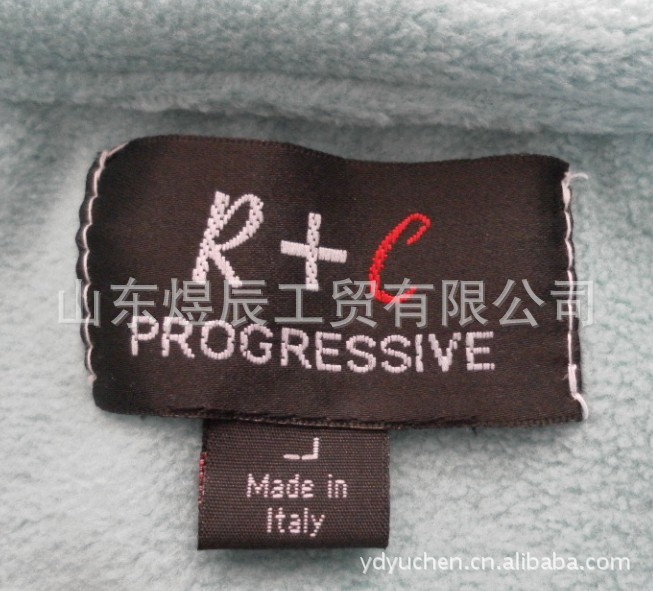 R + C
山东煜辰工贸有限公司
PROGRESSIVE
L
Made in
Italy
ydyuchen.cn.alibaba.com